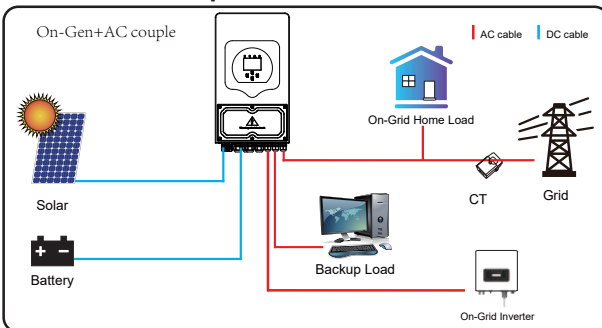 On-Gen+AC couple
AC cable
DC cable
On-Grid Home Load
CT
Grid
Solar
Backup Load
Battery
On-Grid Inverter